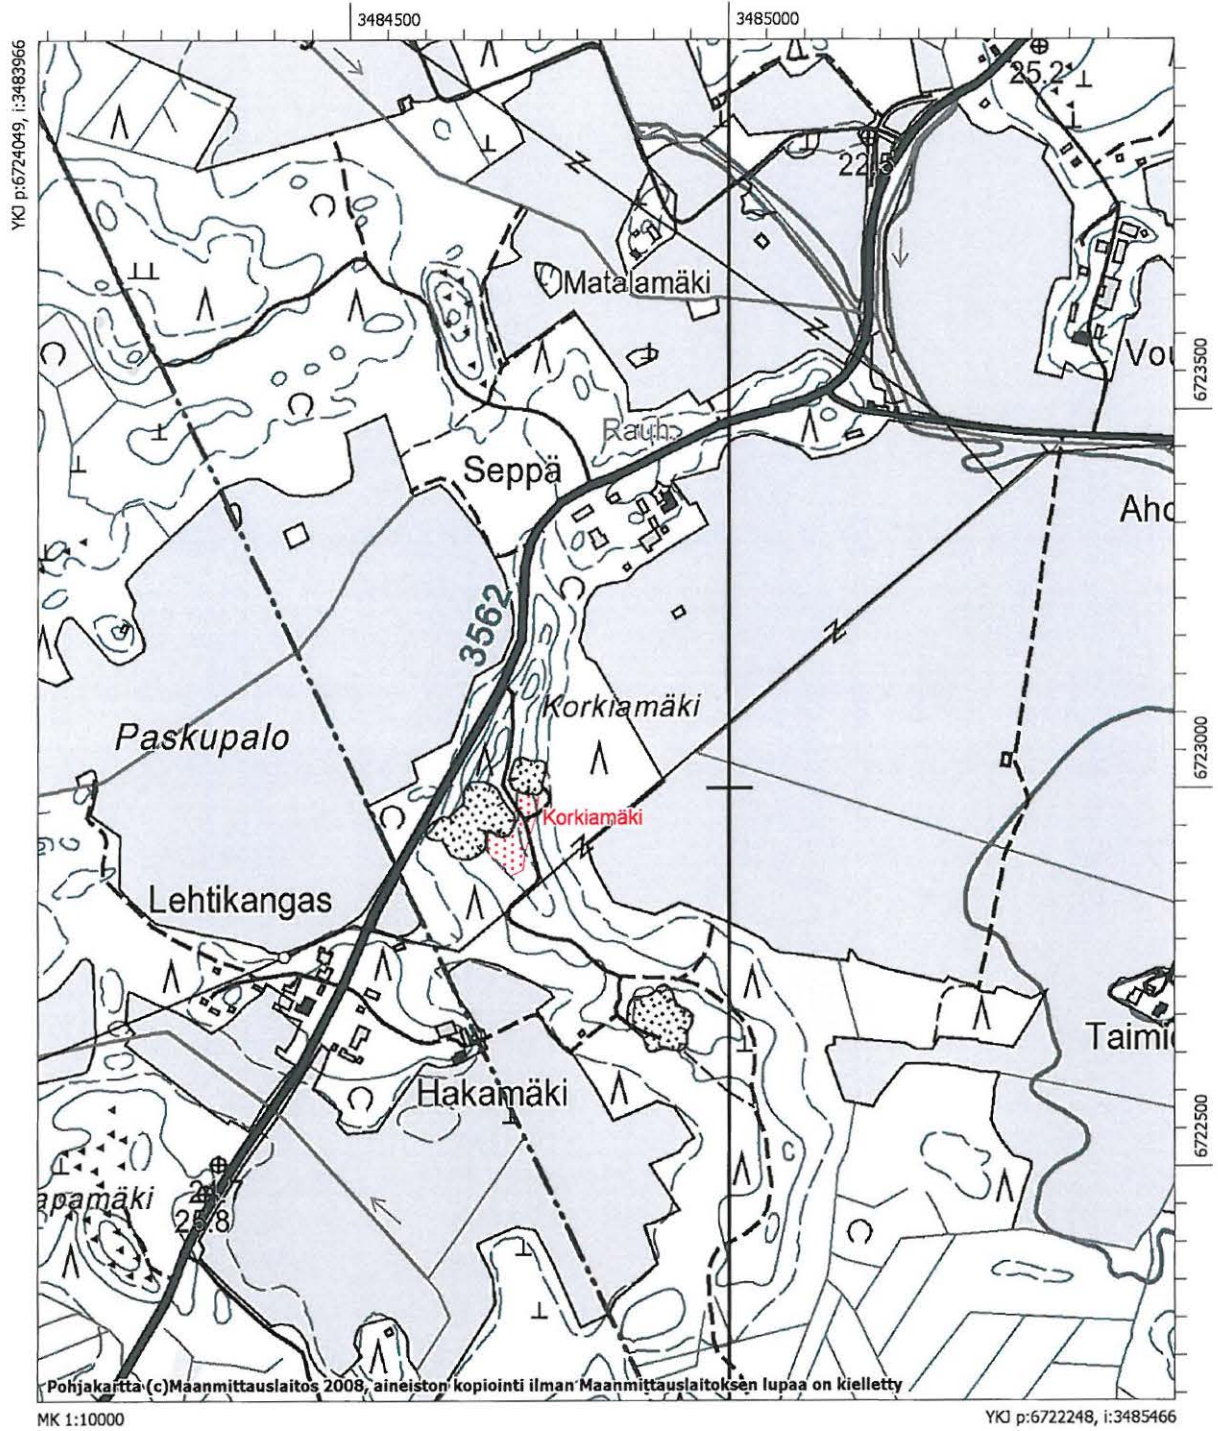 3484500
3485000
YKJ p:6724049, i:3483966
25.2
22.5
Matalamäki
6723500
Vou
Rauh.
Seppä
Aho
3562
Korkiamäki
Paskupalo
6723000
Korkiamäki
Lehtikangas
Taimi
Hakamäki
6722500
apamäki
25.8
Pohjakartta (c)Maanmittauslaitos 2008, aineiston kopiointi ilman Maanmittauslaitoksen lupaa on kielletty
MK 1:10000
YKJ p:6722248, i:3485466